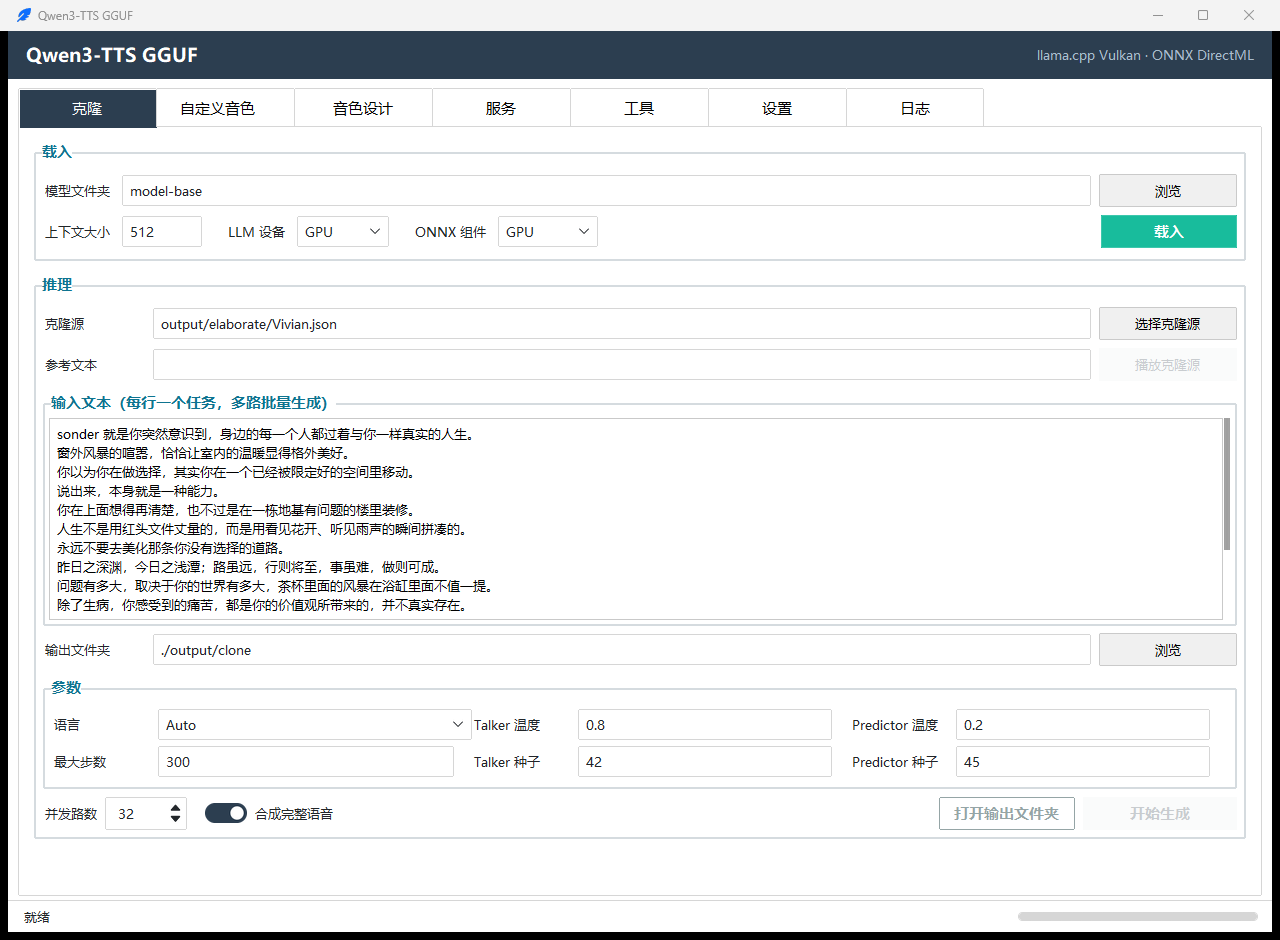 Qwen3-TTS GGUF
Qwen3-TTS GGUF
llama.cpp Vulkan · ONNX DirectML
克隆 自定义音色 音色设计 服务 工具 设置 日志
载入
模型文件夹 model-base 浏览
上下文大小 512 LLM 设备 GPU ONNX 组件 GPU 载入
推理
克隆源 output/elaborate/Vivian.json 选择克隆源
参考文本 播放克隆源
输入文本（每行一个任务，多路批量生成）
sonder 就是你突然意识到，身边的每一个人都过着与你一样真实的人生。
窗外风暴的喧嚣，恰恰让室内的温暖显得格外美好。
你以为你在做选择，其实你在一个已经被限定好的空间里移动。
说出来，本身就是一种能力。
你在上面想得再清楚，也不过是在一栋地基有问题的楼里装修。
人生不是用红头文件丈量的，而是用看见花开、听见雨声的瞬间拼凑的。
永远不要去美化那条你没有选择的道路。
昨日之深渊，今日之浅潭；路虽远，行则将至，事虽难，做则可成。
问题有多大，取决于你的世界有多大，茶杯里面的风暴在浴缸里面不值一提。
除了生病，你感受到的痛苦，都是你的价值观所带来的，并不真实存在。
输出文件夹 ./output/clone 浏览
参数
语言 Auto Talker 温度 0.8 Predictor 温度 0.2
最大步数 300 Talker 种子 42 Predictor 种子 45
并发路数 32 合成完整语音 打开输出文件夹 开始生成
就绪